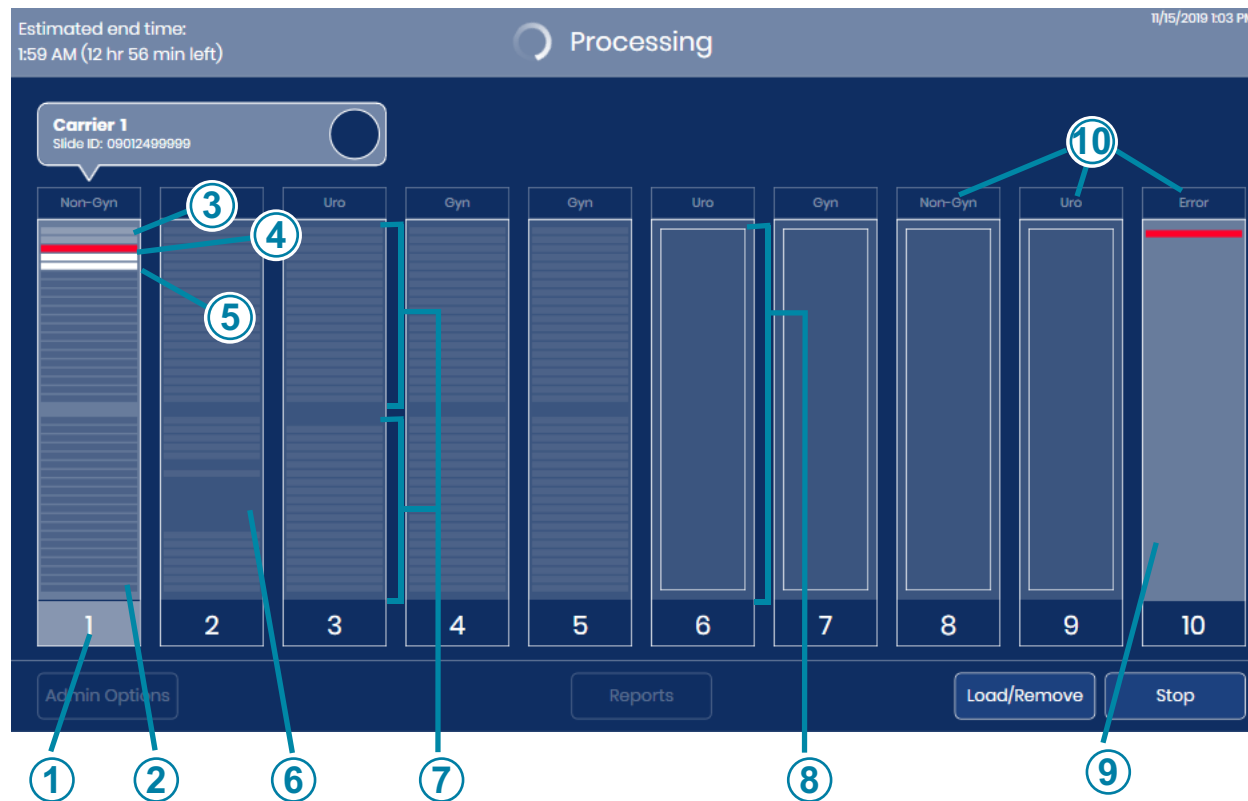 Estimated end time:
1:59 AM (12 hr 56 min left)
Processing
11/15/2019 1:03 PM
Carrier 1
Slide ID: 09012499999
10
Non-Gyn
Uro
Gyn
Gyn
Uro
Gyn
Non-Gyn
Uro
Error
3
4
5
1
2
3
4
5
6
7
8
9
10
Admin Options
Reports
Load/Remove
Stop
1
2
6
7
8
9